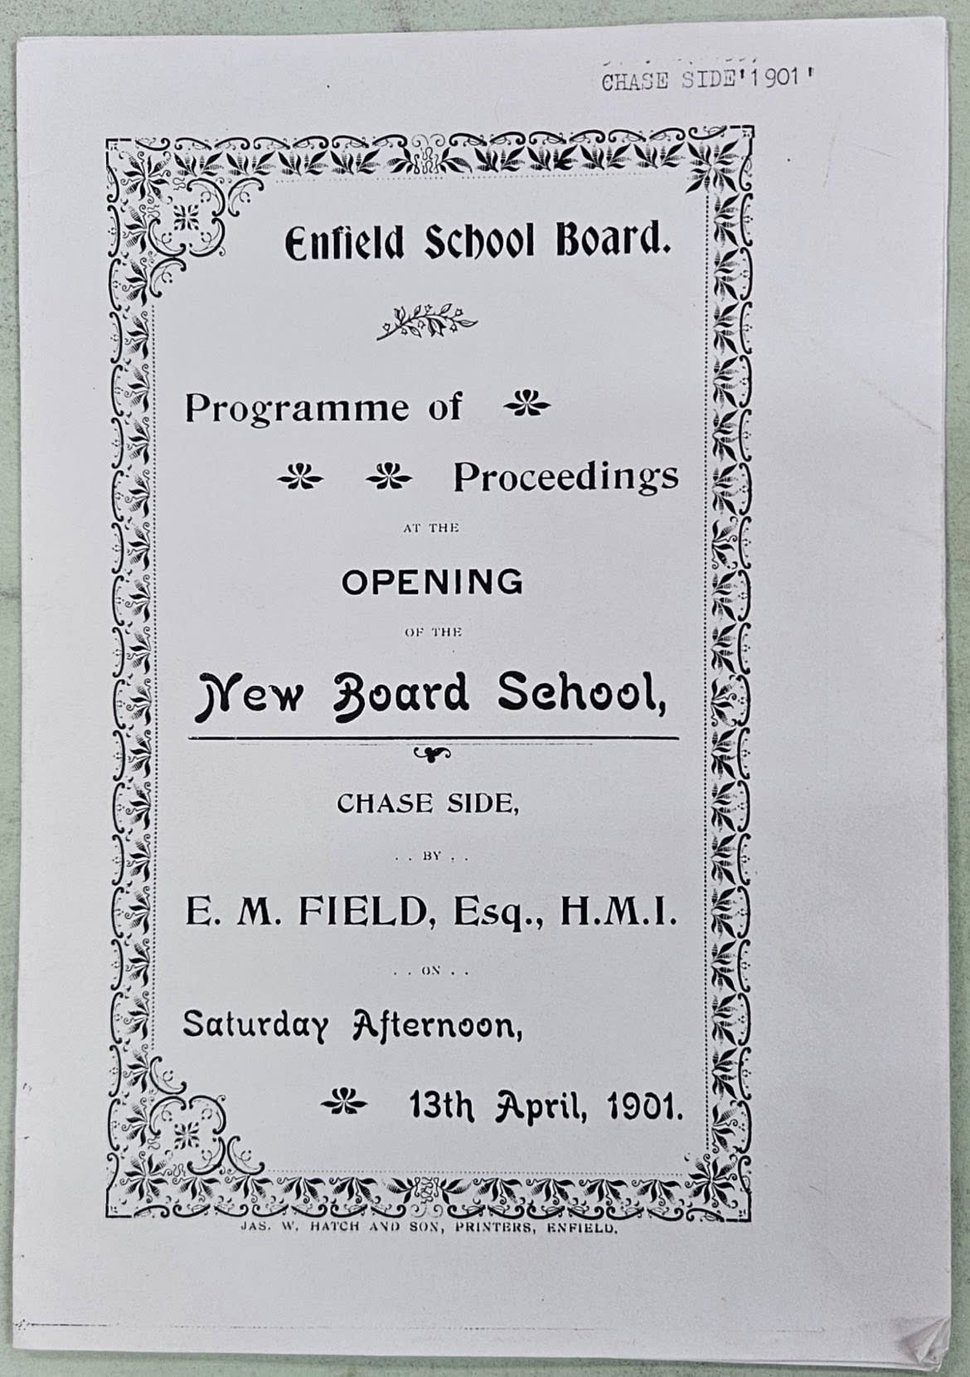 CHASE SIDE'1901'
Enfield School Board.
Programme of
Proceedings
AT THE
OPENING
OF THE
New Board School,
CHASE SIDE,
. . BY . .
E. M. FIELD, Esq., H.M.I.
. . ON . .
Saturday Afternoon,
13th April, 1901.
JAS. W. HATCH AND SON, PRINTERS, ENFIELD.